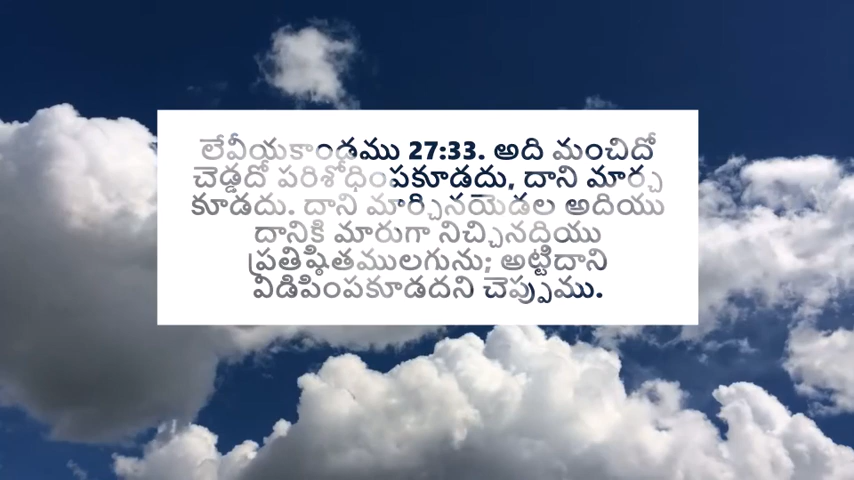 లేవీయకాండము 27:33. అది మంచిదో
చెడ్డదో పరిశోధింపకూడదు, దాని మార్చ
కూడదు. దాని మార్చినయెడల అదియు
దానికి మారుగా నిచ్చినదియు
ప్రతిష్ఠితములగును; అట్టిదాని
విడిపింపకూడదని చెప్పుము.